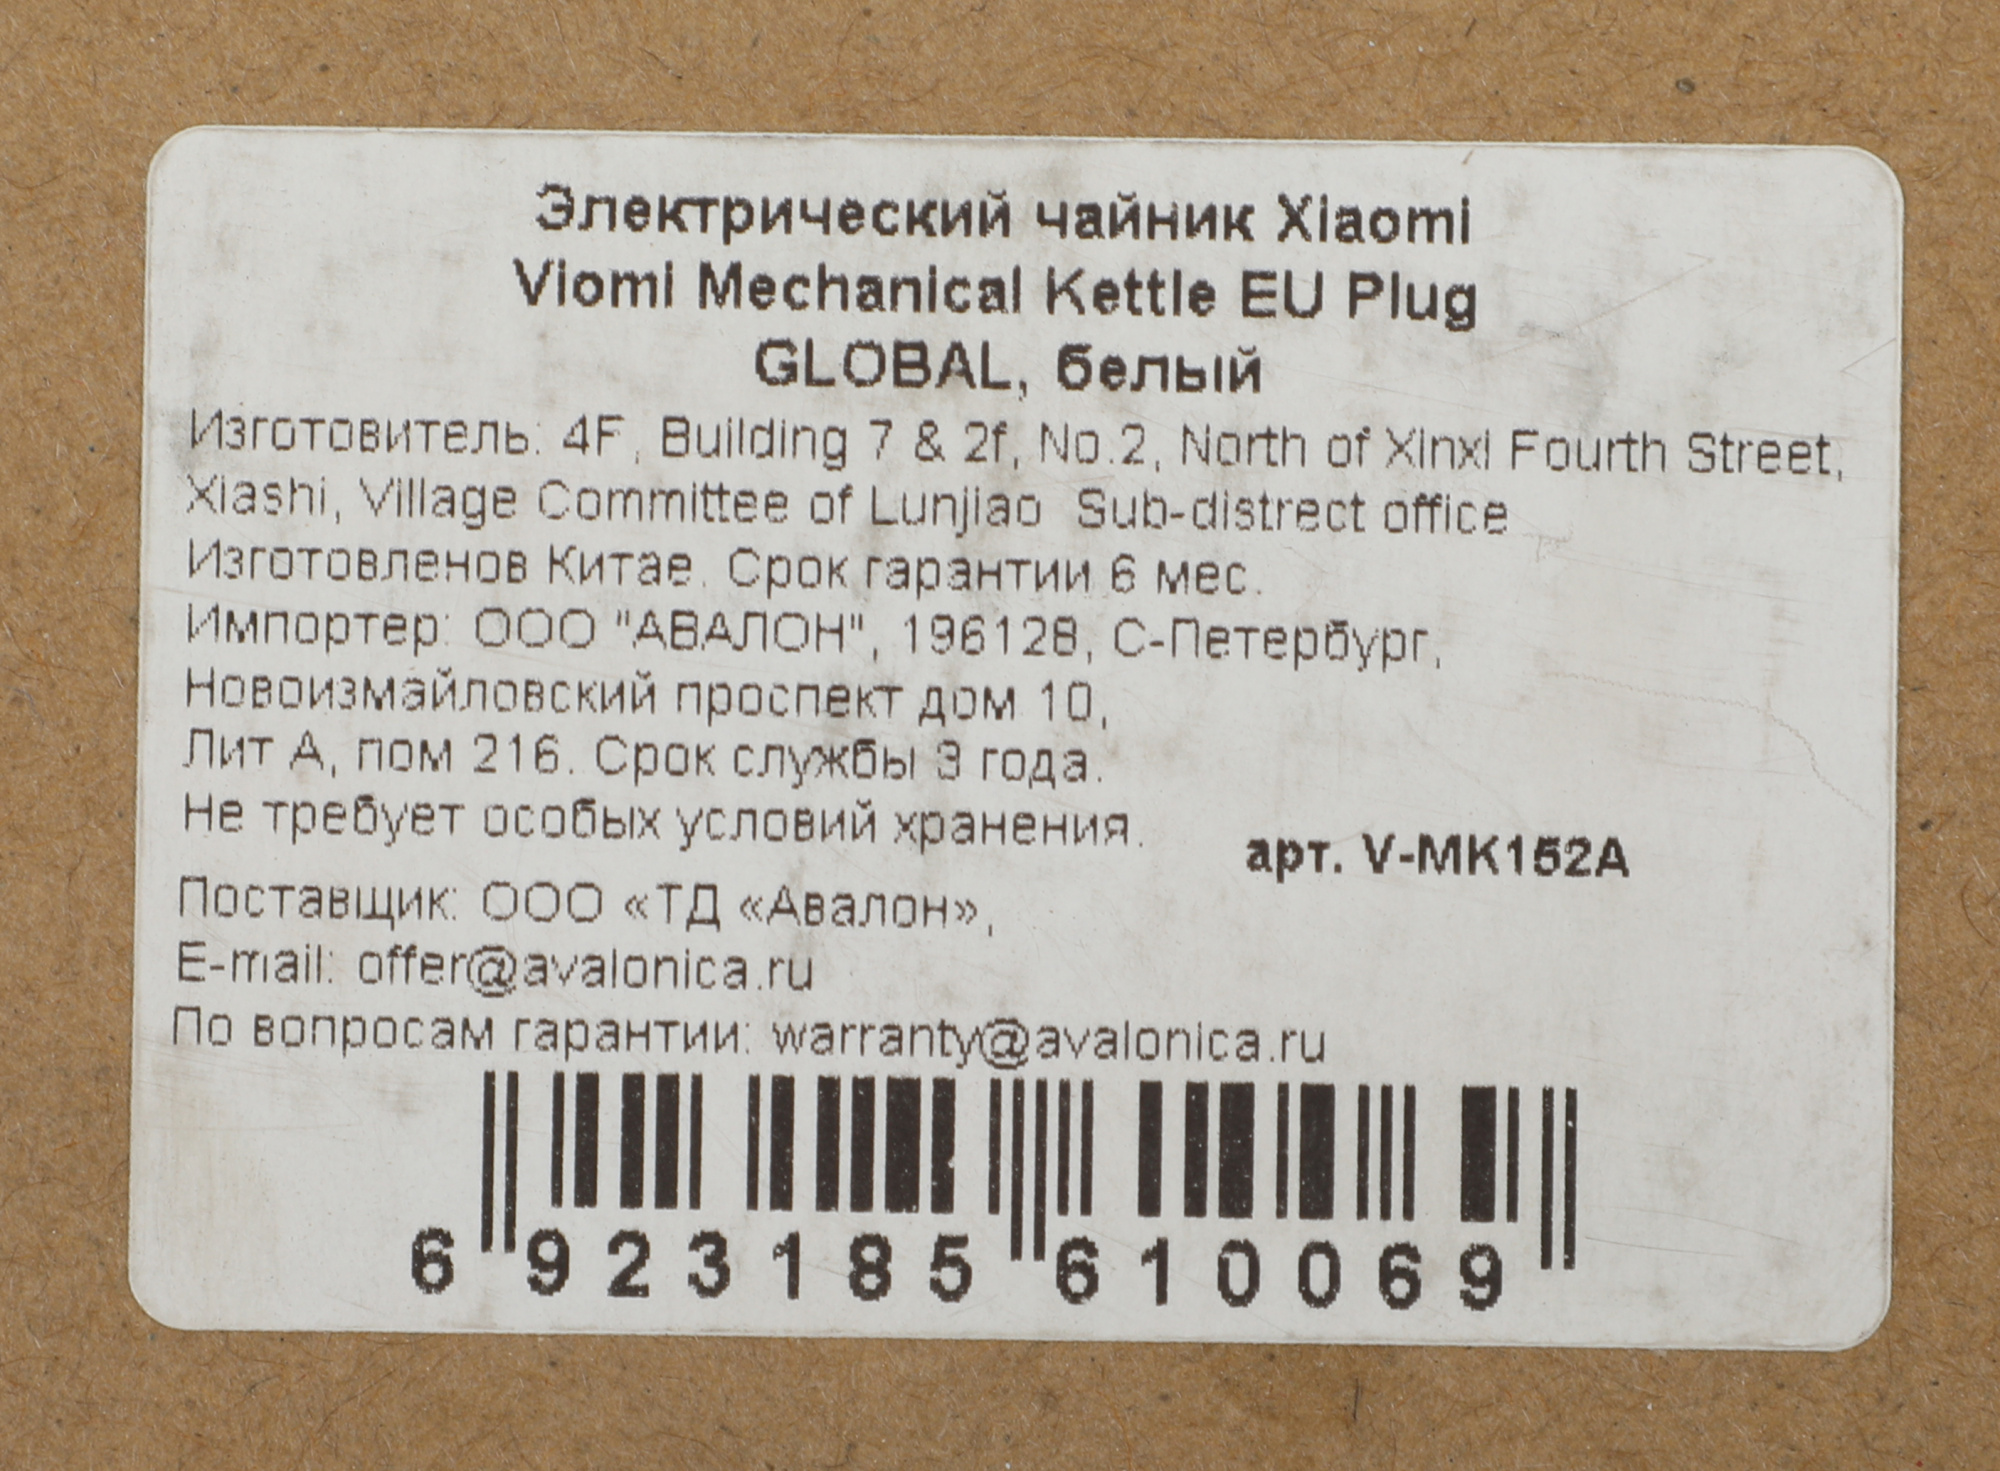 Электрический чайник Xiaomi
Viomi Mechanical Kettle EU Plug
GLOBAL, белый
Изготовитель: 4F, Building 7 & 2f, No.2, North of Xinxi Fourth Street,
Xiashi, Village Committee of Lunjiao Sub-distrect office
Изготовленов Китае. Срок гарантии 6 мес.
Импортер: ООО "АВАЛОН", 196128, С-Петербург,
Новоизмайловский проспект дом 10,
Лит А, пом 216. Срок службы 3 года.
Не требует особых условий хранения.
арт. V-MK152A
Поставщик: ООО «ТД «Авалон»,
E-mail: offer@avalonica.ru
По вопросам гарантии: warranty@avalonica.ru
6 923185 610069